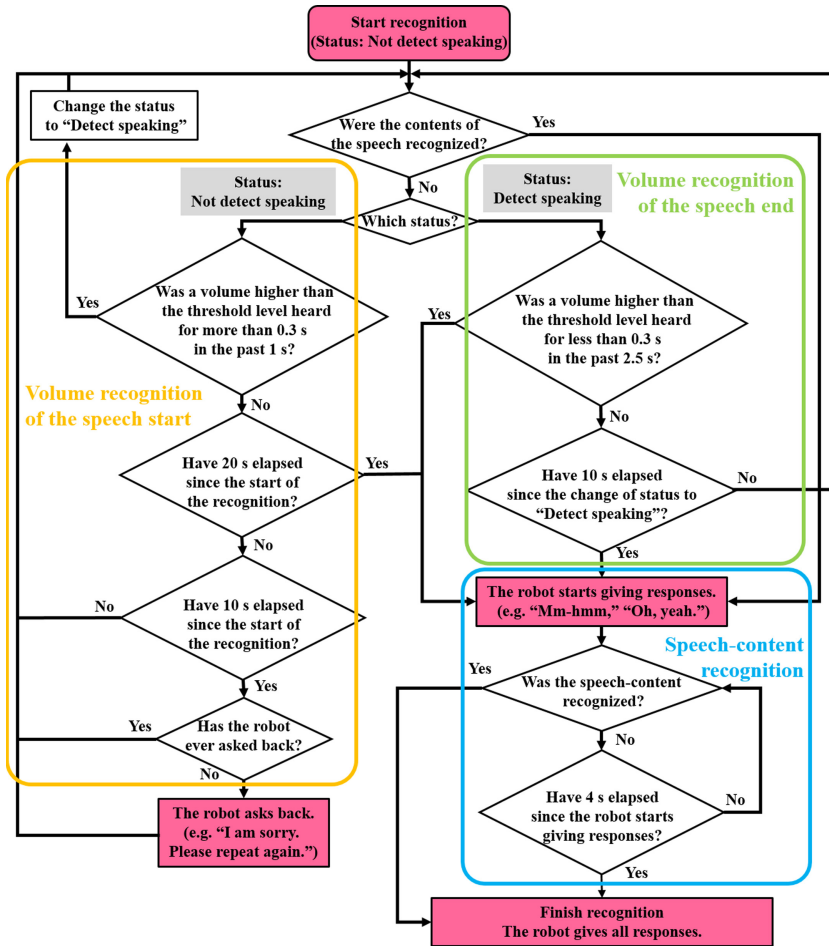 Start recognition
(Status: Not detect speaking)
Change the status
to “Detect speaking”
Were the contents of
the speech recognized?
Yes
No
Status:
Not detect speaking
Status:
Detect speaking
Volume recognition
of the speech end
Which status?
Yes
Was a volume higher than
the threshold level heard
for more than 0.3 s
in the past 1 s?
Yes
Was a volume higher than
the threshold level heard
for less than 0.3 s
in the past 2.5 s?
Volume recognition
of the speech start
No
No
Have 20 s elapsed
since the start of
the recognition?
Yes
Have 10 s elapsed
since the change of status to
“Detect speaking”?
No
No
Yes
No
Have 10 s elapsed
since the start of
the recognition?
The robot starts giving responses.
(e.g. “Mm-hmm,” “Oh, yeah.”)
Speech-content
recognition
Yes
Yes
Was the speech-content
recognized?
Yes
Has the robot
ever asked back?
No
No
The robot asks back.
(e.g. “I am sorry.
Please repeat again.”)
Have 4 s elapsed
since the robot starts
giving responses?
No
Yes
Finish recognition
The robot gives all responses.